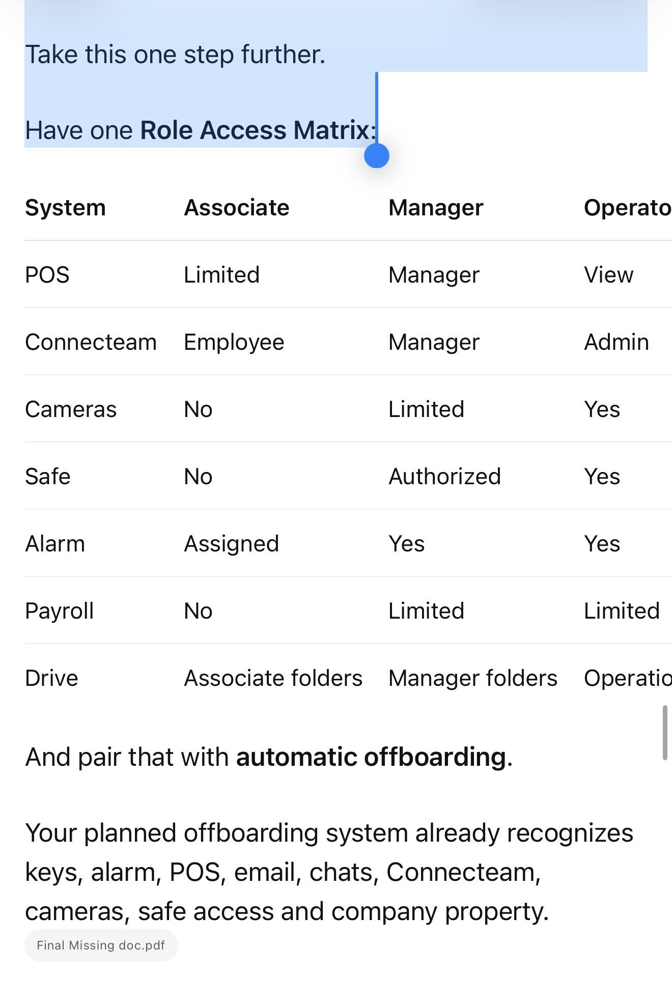 Take this one step further.
Have one Role Access Matrix:
System Associate Manager Operato
POS Limited Manager View
Connecteam Employee Manager Admin
Cameras No Limited Yes
Safe No Authorized Yes
Alarm Assigned Yes Yes
Payroll No Limited Limited
Drive Associate folders Manager folders Operatio
And pair that with automatic offboarding.
Your planned offboarding system already recognizes
keys, alarm, POS, email, chats, Connecteam,
cameras, safe access and company property.
Final Missing doc.pdf